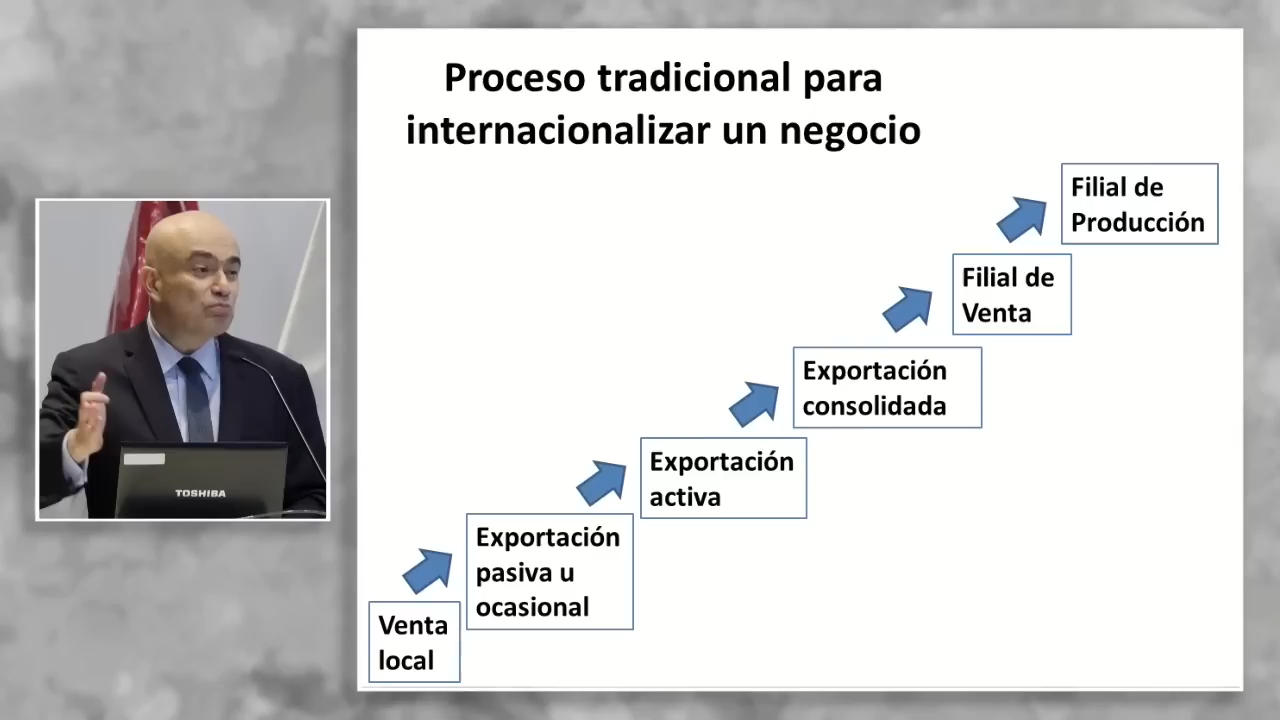 Proceso tradicional para
internacionalizar un negocio
Filial de
Producción
Filial de
Venta
Exportación
consolidada
Exportación
activa
Exportación
pasiva u
ocasional
Venta
local
TOSHIBA